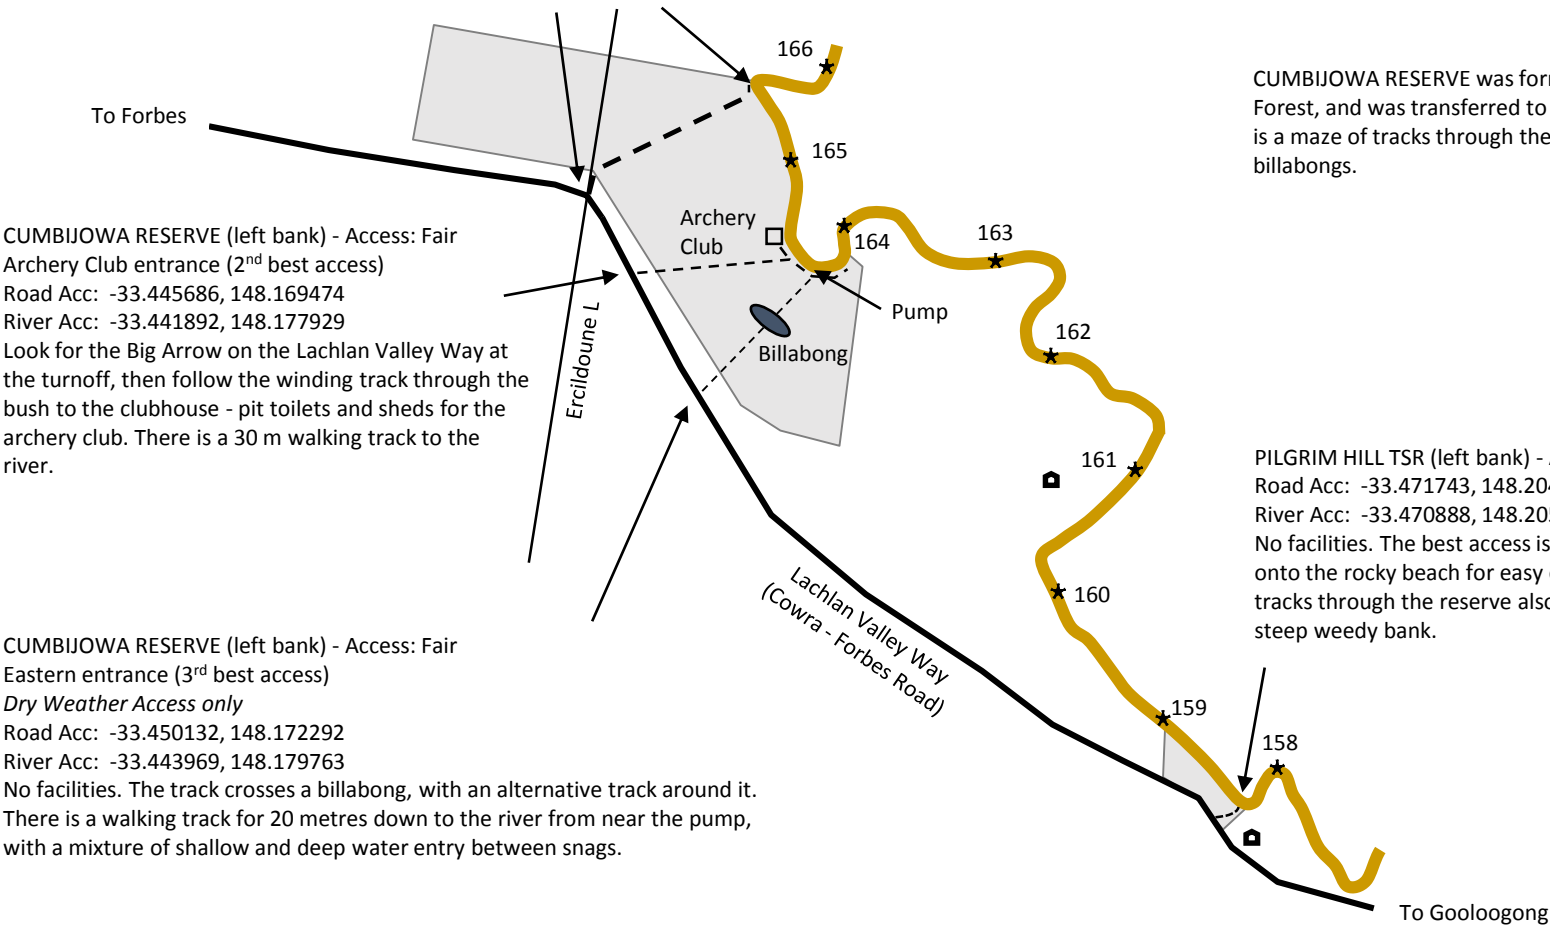 166
To Forbes
165
Archery
Club
164
163
Pump
162
Billabong
Ercildoune L
161
160
Lachlan Valley Way
(Cowra - Forbes Road)
159
158
To Gooloogong
CUMBIJOWA RESERVE was for
Forest, and was transferred to
is a maze of tracks through the
billabongs.
CUMBIJOWA RESERVE (left bank) - Access: Fair
Archery Club entrance (2nd best access)
Road Acc: -33.445686, 148.169474
River Acc: -33.441892, 148.177929
Look for the Big Arrow on the Lachlan Valley Way at
the turnoff, then follow the winding track through the
bush to the clubhouse - pit toilets and sheds for the
archery club. There is a 30 m walking track to the
river.
PILGRIM HILL TSR (left bank) -
Road Acc: -33.471743, 148.204
River Acc: -33.470888, 148.20
No facilities. The best access is
onto the rocky beach for easy
tracks through the reserve also
steep weedy bank.
CUMBIJOWA RESERVE (left bank) - Access: Fair
Eastern entrance (3rd best access)
Dry Weather Access only
Road Acc: -33.450132, 148.172292
River Acc: -33.443969, 148.179763
No facilities. The track crosses a billabong, with an alternative track around it.
There is a walking track for 20 metres down to the river from near the pump,
with a mixture of shallow and deep water entry between snags.